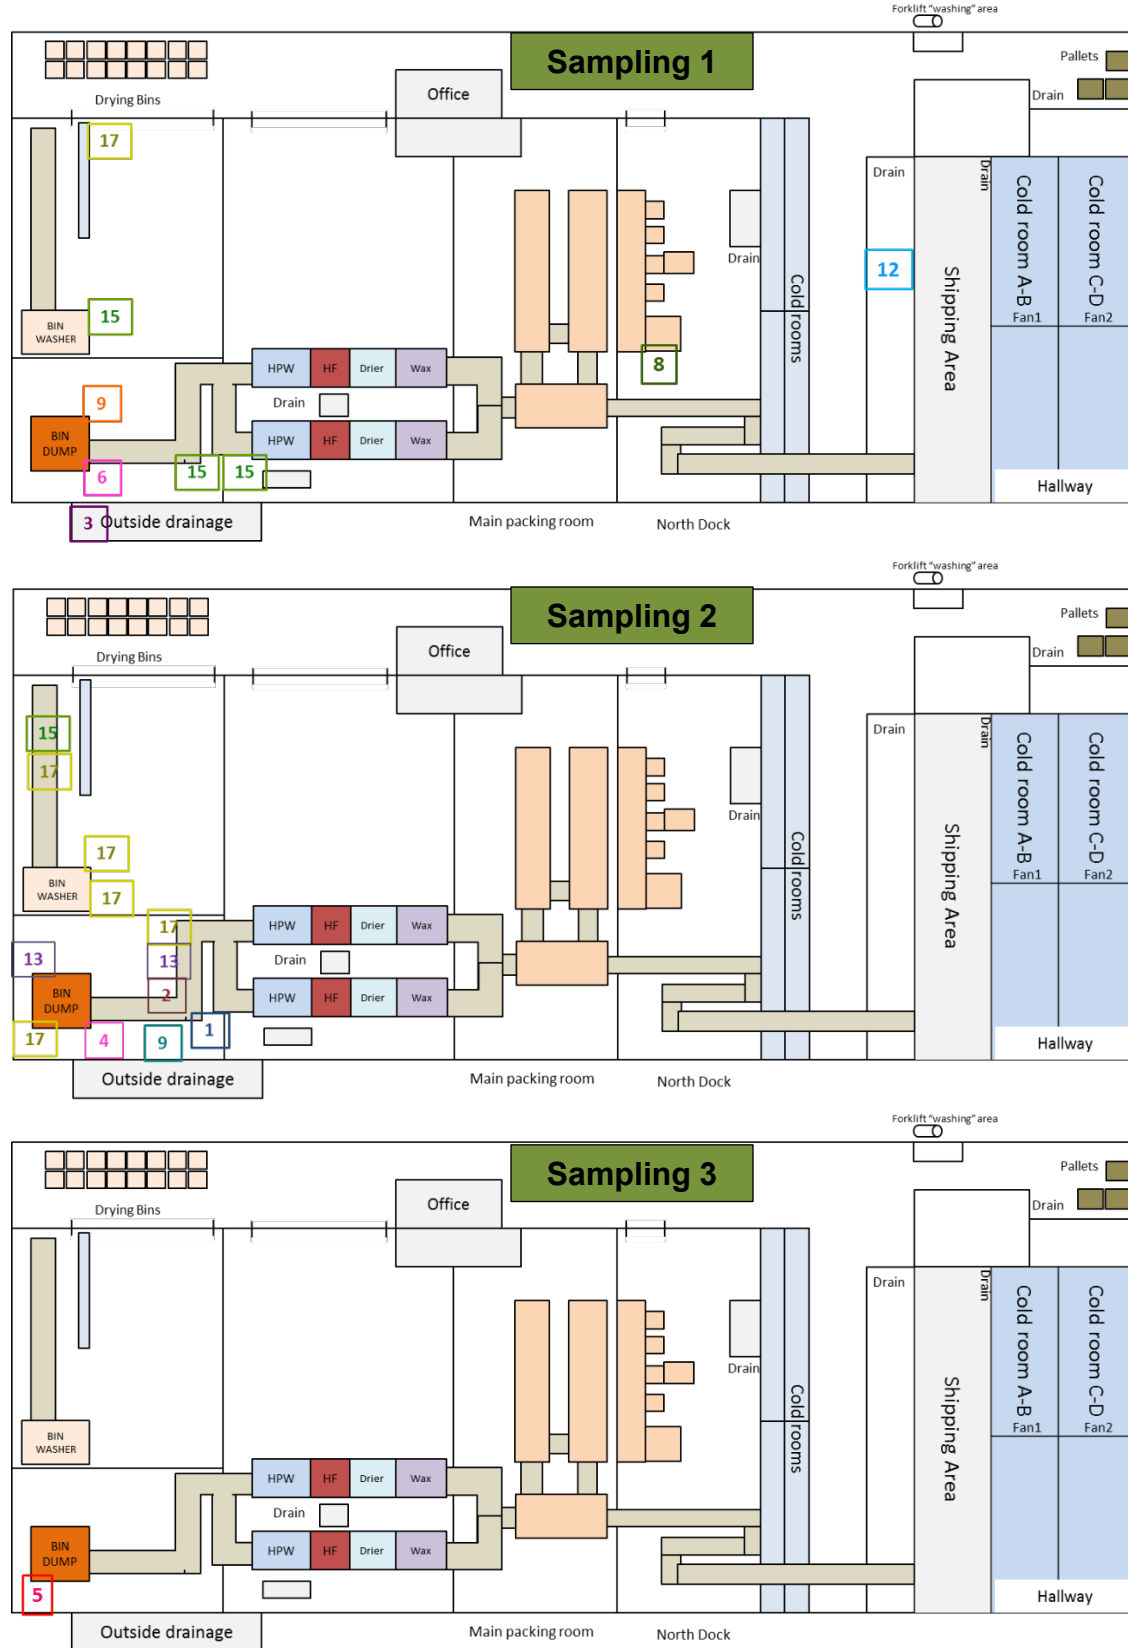 Forklift "washing" area
Sampling 1
Pallets
Office
Drain
Drying Bins
17
Drain
Drain
Cold room A-B
Cold room C-D
Drain
12
Cold rooms
Shipping Area
15
BIN
WASHER
Fan1
Fan2
8
HPW
HF
Drier
Wax
9
Drain
BIN
DUMP
HPW
HF
Drier
Wax
6
15
15
Hallway
3
Outside drainage
Main packing room
North Dock
Forklift "washing" area
Sampling 2
Pallets
Office
Drain
Drying Bins
15
Drain
Drain
Cold room A-B
Cold room C-D
17
Drain
Cold rooms
Shipping Area
17
Fan1
Fan2
BIN
WASHER
17
17
HPW
HF
Drier
Wax
13
13
Drain
BIN
DUMP
2
HPW
HF
Drier
Wax
17
4
9
1
Hallway
Outside drainage
Main packing room
North Dock
Forklift "washing" area
Sampling 3
Pallets
Office
Drain
Drying Bins
Drain
Drain
Cold room A-B
Cold room C-D
Drain
Cold rooms
Shipping Area
BIN
WASHER
Fan1
Fan2
HPW
HF
Drier
Wax
Drain
BIN
DUMP
HPW
HF
Drier
Wax
5
Hallway
Outside drainage
Main packing room
North Dock